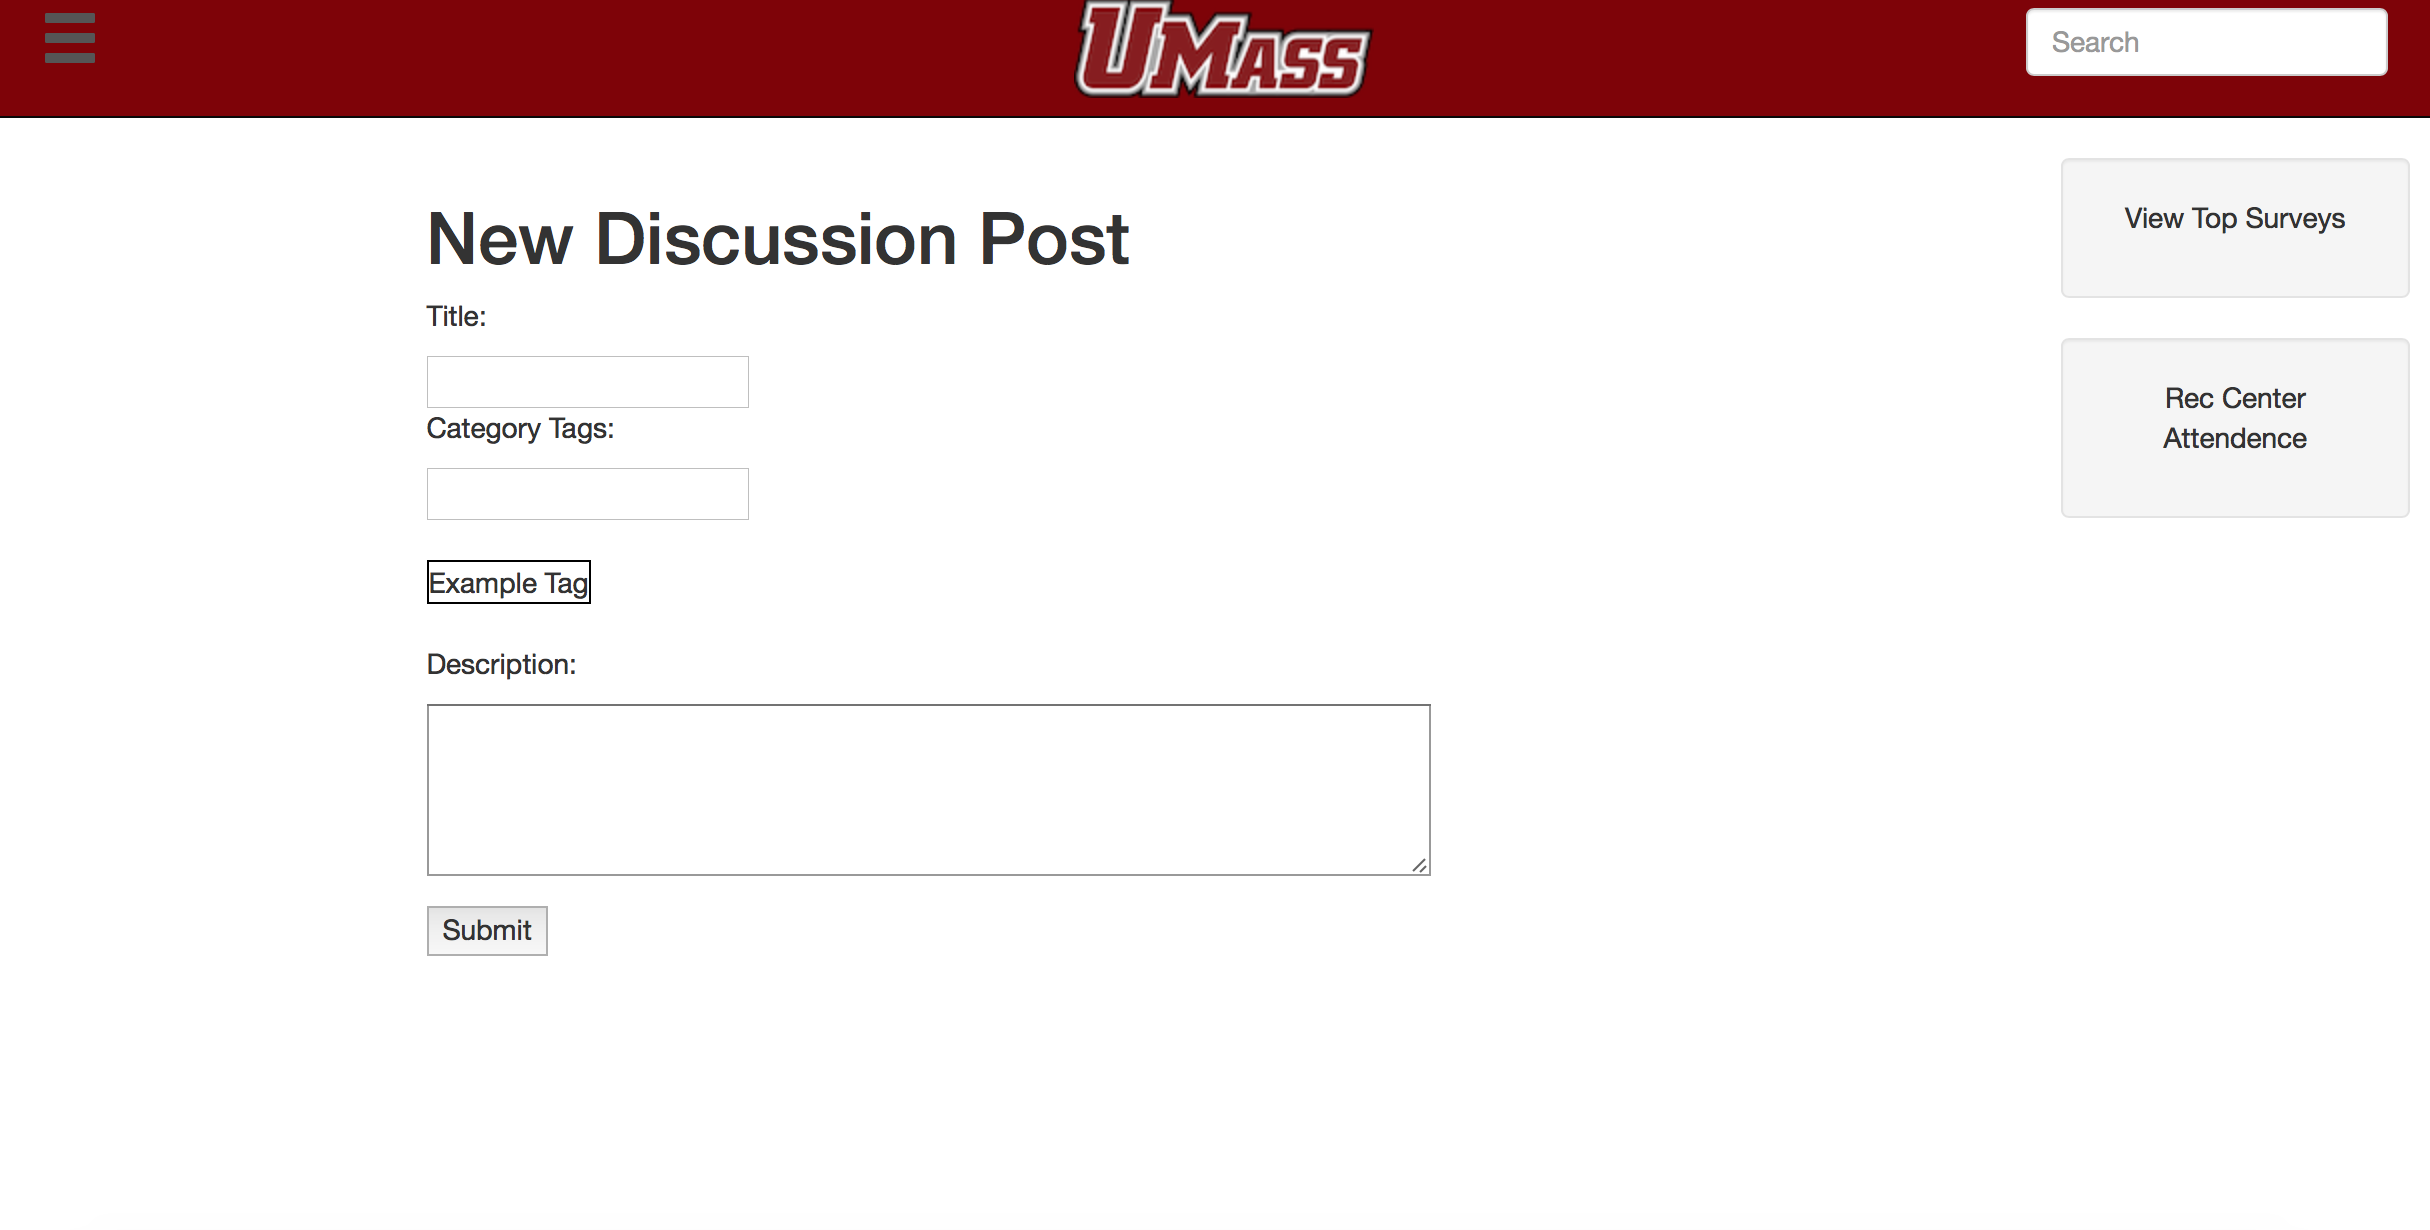 UMASS
Search
New Discussion Post
Title:
Category Tags:
Example Tag
Description:
Submit
View Top Surveys
Rec Center
Attendence